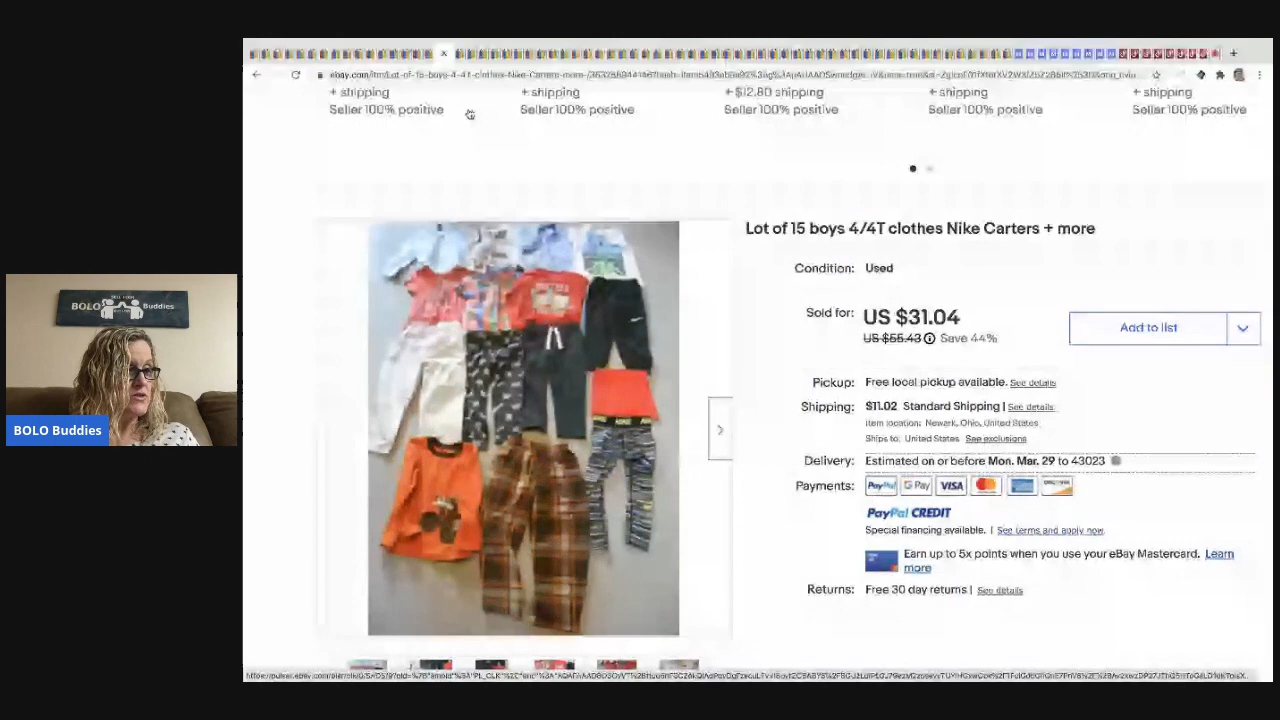 + shipping
+ shipping
+ $12.80 shipping
+ shipping
+ shipping
Seller 100% positive
Seller 100% positive
Seller 100% positive
Seller 100% positive
Seller 100% positive
Lot of 15 boys 4/4T clothes Nike Carters + more
Condition: Used
Sold for: US $31.04
US $55.43 Save 44%
Add to list
Pickup: Free local pickup available. See details
Shipping: $11.02 Standard Shipping | See details
Item location: Newark, Ohio, United States
Ships to: United States See exclusions
Delivery: Estimated on or before Mon. Mar. 29 to 43023
Payments: PayPal G Pay VISA
PayPal CREDIT
Special financing available. | See terms and apply now
Earn up to 5x points when you use your eBay Mastercard. Learn
more
Returns: Free 30 day returns | See details
BOLO Buddies
BOLO Buddies